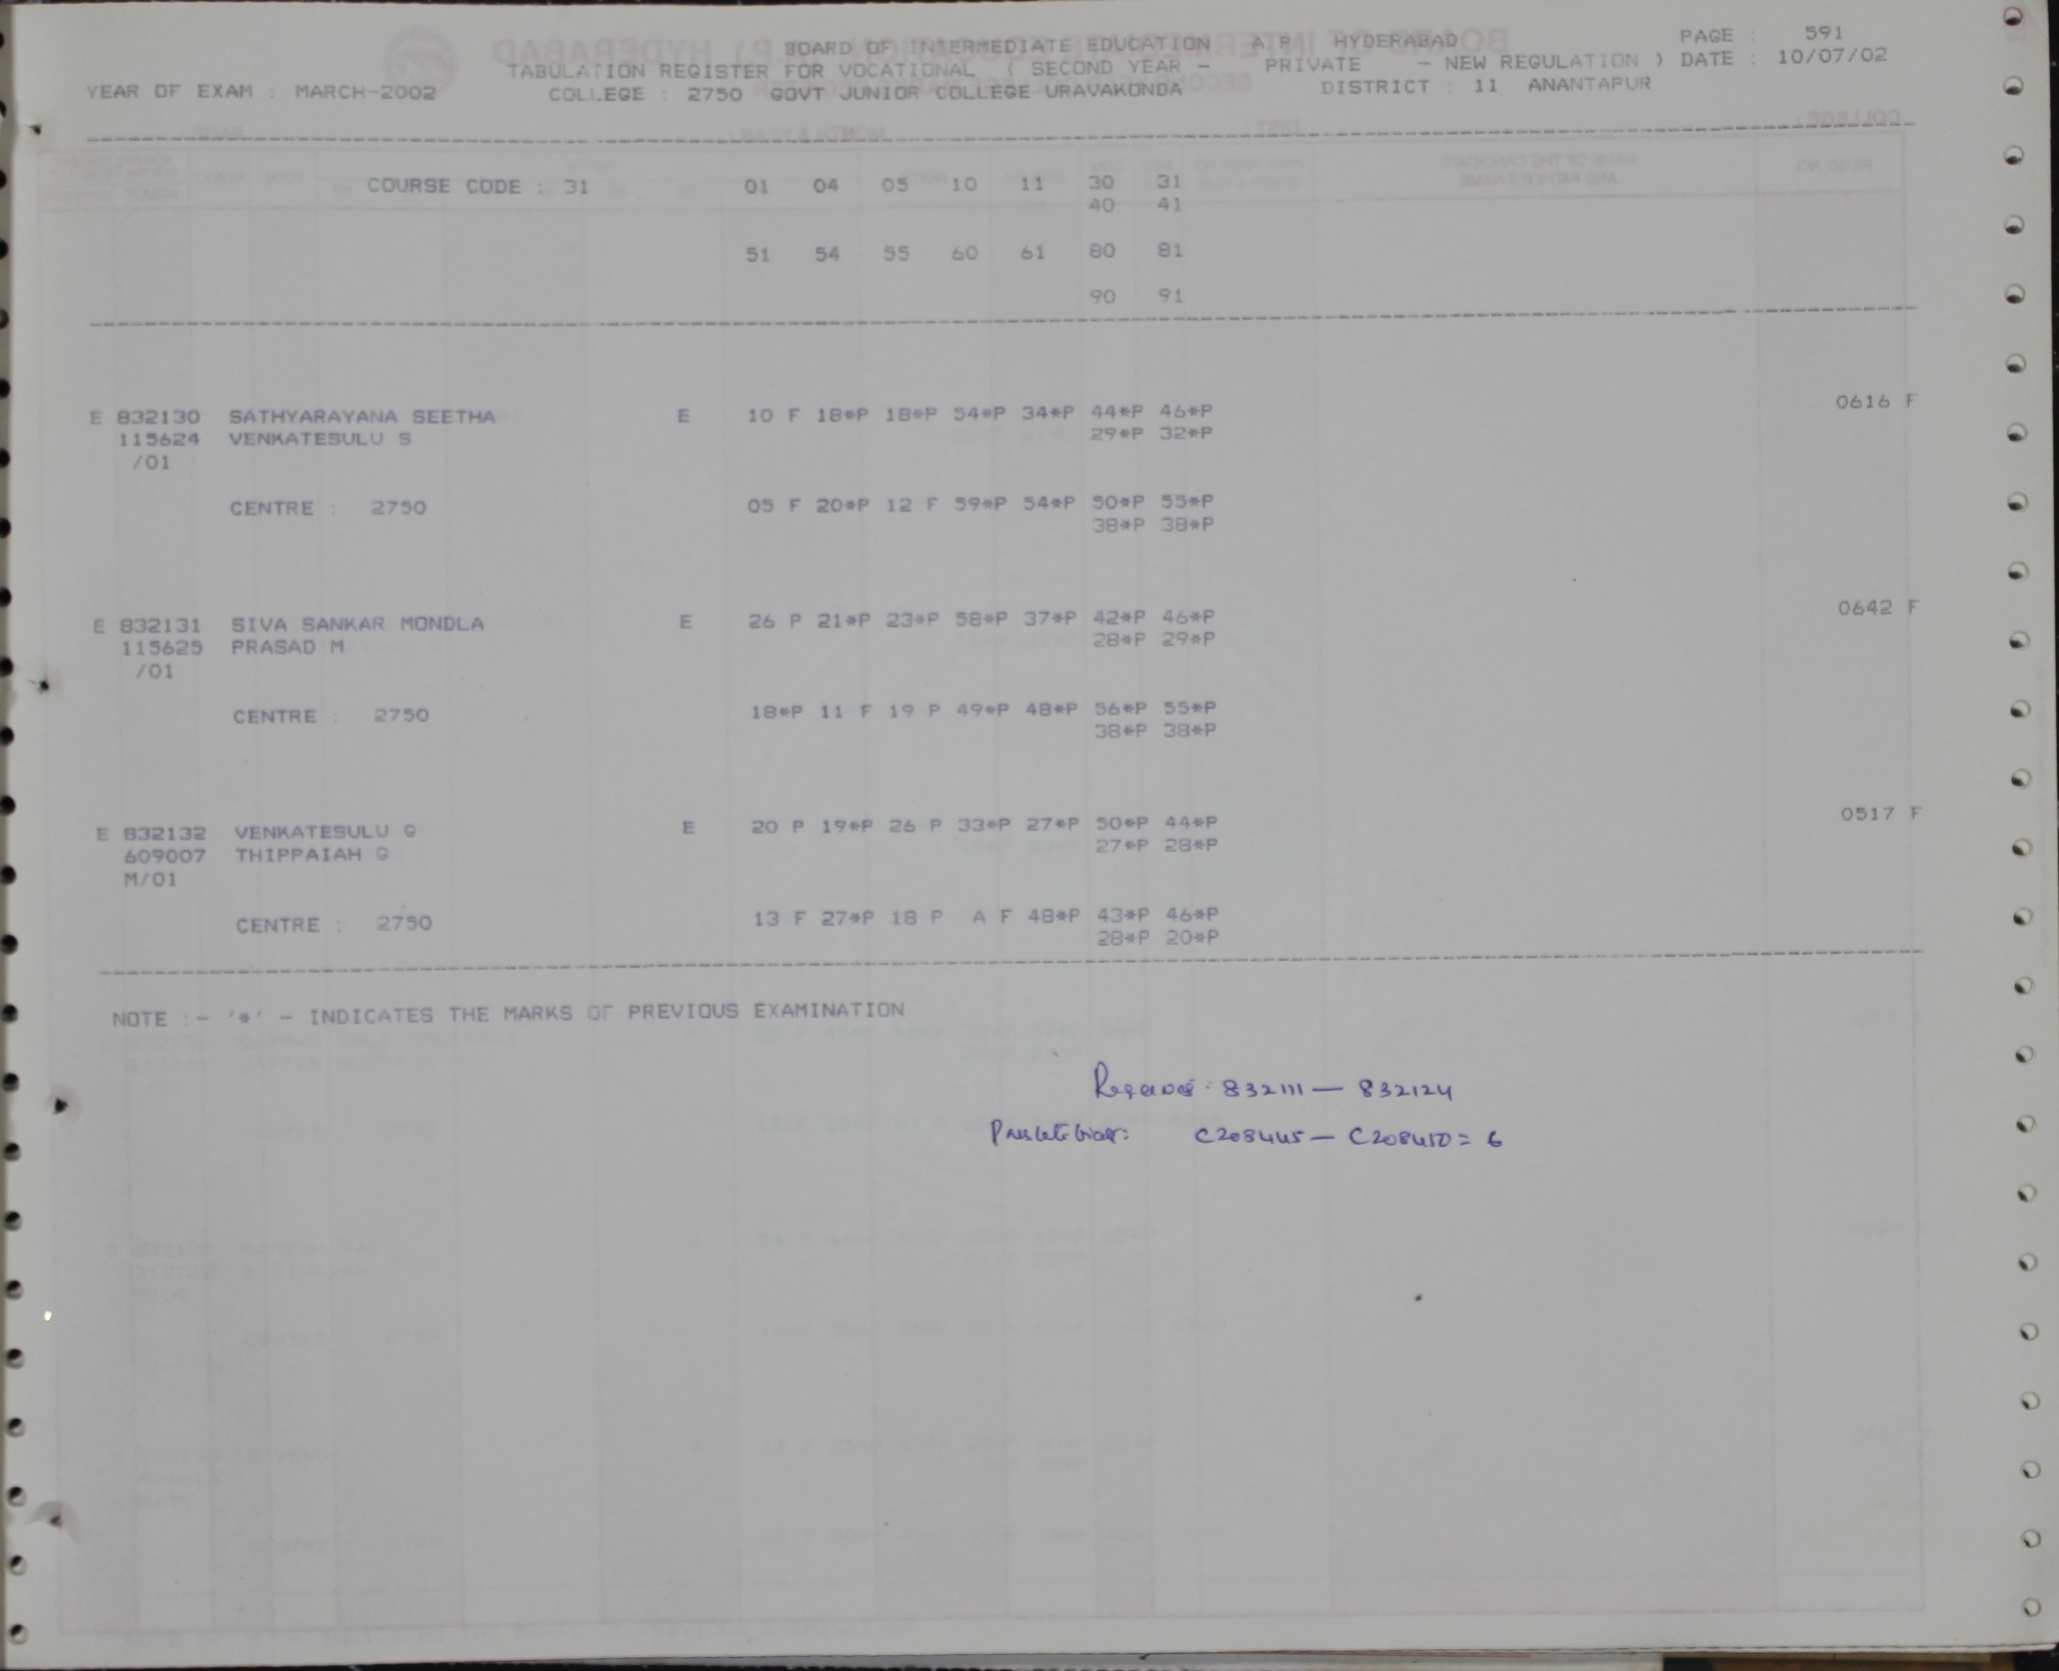 BOARD OF INTERMEDIATE EDUCATION A P HYDERABAD PAGE : 591
TABULATION REGISTER FOR VOCATIONAL ( SECOND YEAR - PRIVATE - NEW REGULATION ) DATE : 10/07/02
YEAR OF EXAM : MARCH-2002 COLLEGE : 2750 GOVT JUNIOR COLLEGE URAVAKONDA DISTRICT : 11 ANANTAPUR
COURSE CODE : 31 01 04 05 10 11 30 31
40 41
51 54 55 60 61 80 81
90 91
E 832130 SATHYARAYANA SEETHA E 10 F 18*P 18*P 54*P 34*P 44*P 46*P 0616 F
115624 VENKATESULU S 29*P 32*P
/01
CENTRE : 2750 05 F 20*P 12 F 59*P 54*P 50*P 55*P
38*P 38*P
E 832131 SIVA SANKAR MONDLA E 26 P 21*P 23*P 58*P 37*P 42*P 46*P 0642 F
115625 PRASAD M 28*P 29*P
/01
CENTRE : 2750 18*P 11 F 19 P 49*P 48*P 56*P 55*P
38*P 38*P
E 832132 VENKATESULU G E 20 P 19*P 26 P 33*P 27*P 50*P 44*P 0517 F
609007 THIPPAIAH G 27*P 28*P
M/01
CENTRE : 2750 13 F 27*P 18 P A F 48*P 43*P 46*P
28*P 20*P
NOTE :- '*' - INDICATES THE MARKS OF PREVIOUS EXAMINATION
832111 — 832124
C208445 — C208450 = 6